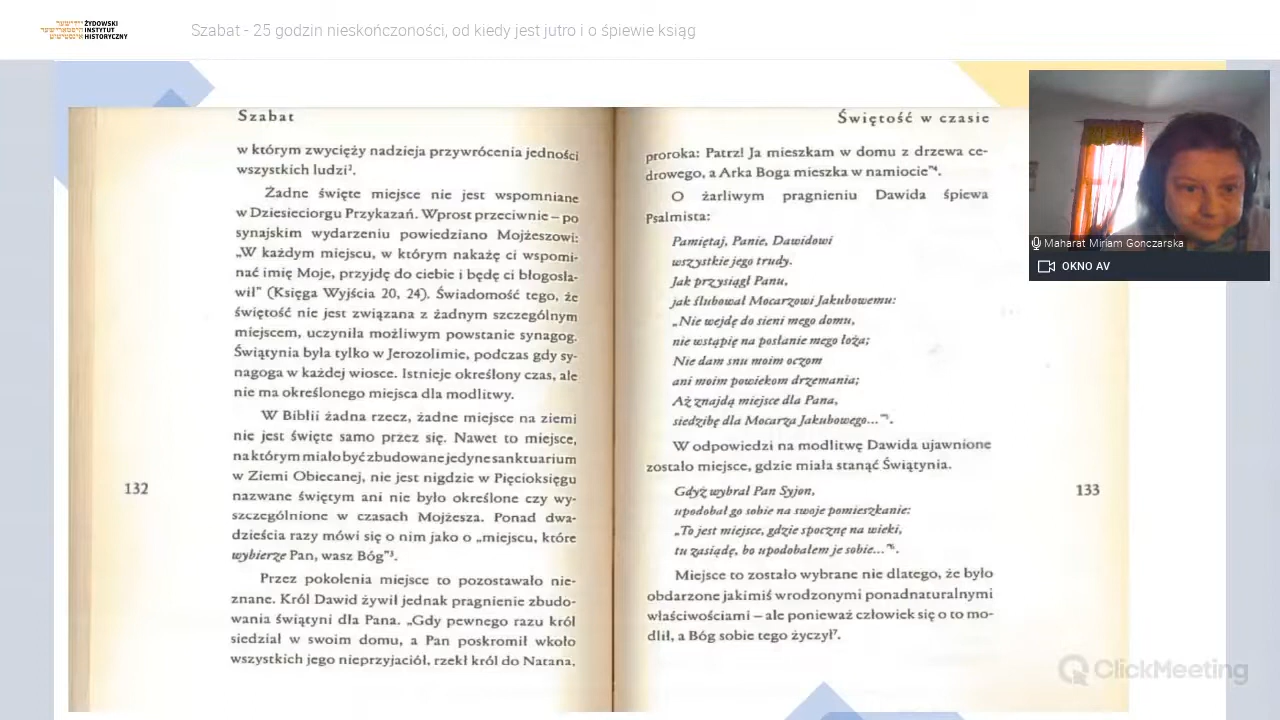 ייִדישער
היסטאָרישער
אינסטיטוט
ŻYDOWSKI
INSTYTUT
HISTORYCZNY
Szabat - 25 godzin nieskończoności, od kiedy jest jutro i o śpiewie ksiąg
Szabat
w którym zwycięży nadzieja przywrócenia jedności
wszystkich ludzi².
Żadne święte miejsce nie jest wspomniane
w Dziesięciorgu Przykazań. Wprost przeciwnie – po
synajskim wydarzeniu powiedziano Mojżeszowi:
„W każdym miejscu, w którym nakażę ci wspomi-
nać imię Moje, przyjdę do ciebie i będę ci błogosła-
wił” (Księga Wyjścia 20, 24). Świadomość tego, że
świętość nie jest związana z żadnym szczególnym
miejscem, uczyniła możliwym powstanie synagog.
Świątynia była tylko w Jerozolimie, podczas gdy sy-
nagoga w każdej wiosce. Istnieje określony czas, ale
nie ma określonego miejsca dla modlitwy.
W Biblii żadna rzecz, żadne miejsce na ziemi
nie jest święte samo przez się. Nawet to miejsce,
na którym miało być zbudowane jedyne sanktuarium
w Ziemi Obiecanej, nie jest nigdzie w Pięcioksięgu
nazwane świętym ani nie było określone czy wy-
szczególnione w czasach Mojżesza. Ponad dwa-
dzieścia razy mówi się o nim jako o „miejscu, które
wybierze Pan, wasz Bóg”³.
Przez pokolenia miejsce to pozostawało nie-
znane. Król Dawid żywił jednak pragnienie zbudo-
wania świątyni dla Pana. „Gdy pewnego razu król
siedział w swoim domu, a Pan poskromił wkoło
wszystkich jego nieprzyjaciół, rzekł król do Natana,
132
Świętość w czasie
proroka: Patrz! Ja mieszkam w domu z drzewa ce-
drowego, a Arka Boga mieszka w namiocie”⁴.
O żarliwym pragnieniu Dawida śpiewa
Psalmista:
Pamiętaj, Panie, Dawidowi
wszystkie jego trudy.
Jak przysiągł Panu,
jak ślubował Mocarzowi Jakubowemu:
„Nie wejdę do sieni mego domu,
nie wstąpię na posłanie mego łoża;
Nie dam snu moim oczom
ani moim powiekom drzemania;
Aż znajdą miejsce dla Pana,
siedzibę dla Mocarza Jakubowego...”⁵.
W odpowiedzi na modlitwę Dawida ujawnione
zostało miejsce, gdzie miała stanąć Świątynia.
Gdyż wybrał Pan Syjon,
upodobał go sobie na swoje pomieszkanie:
„To jest miejsce, gdzie spocznę na wieki,
tu zasiądę, bo upodobałem je sobie...”⁶.
Miejsce to zostało wybrane nie dlatego, że było
obdarzone jakimiś wrodzonymi ponadnaturalnymi
właściwościami – ale ponieważ człowiek się o to mo-
dlił, a Bóg sobie tego życzył⁷.
133
Maharat Miriam Gonczarska
OKNO AV
ClickMeeting